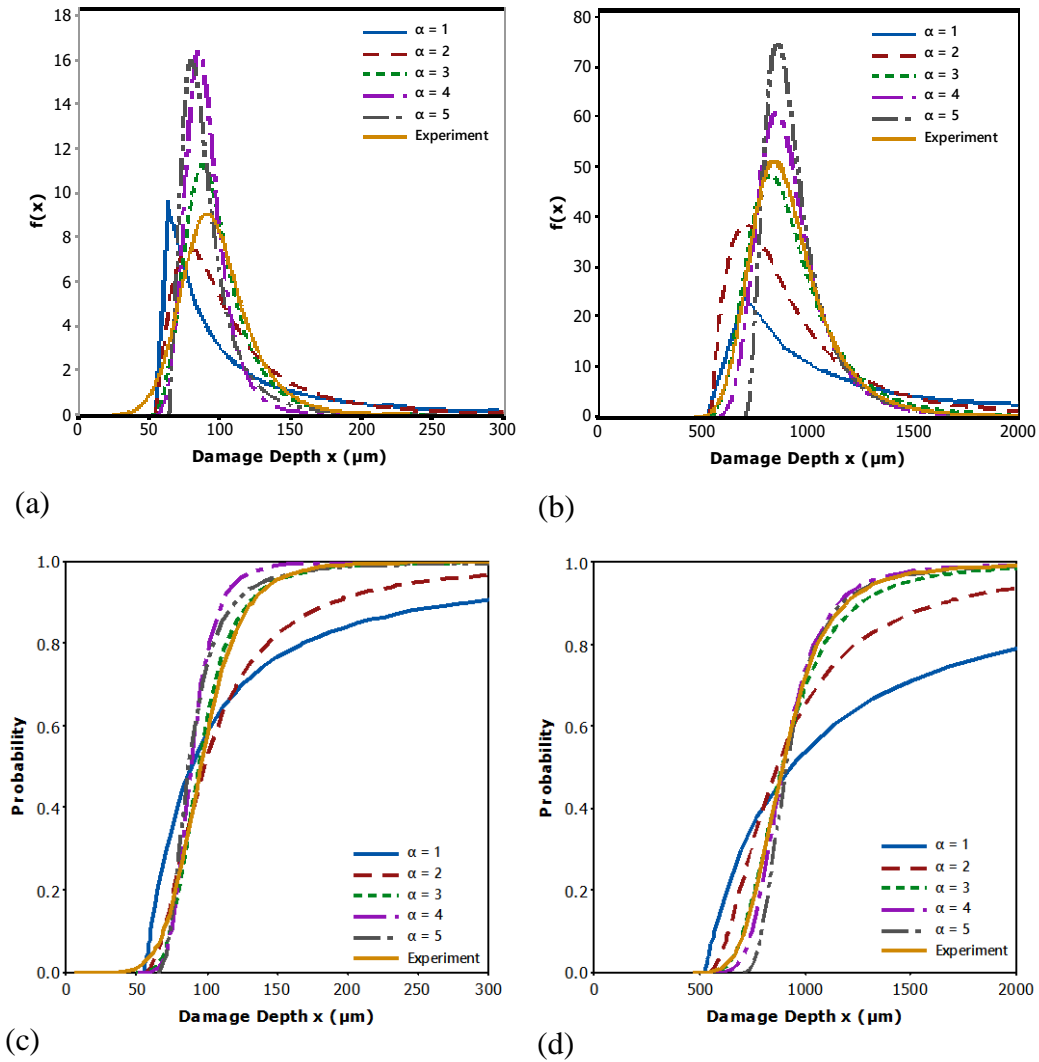 18
16
14
12
10
8
6
4
2
0
f(x)
α = 1
α = 2
α = 3
α = 4
α = 5
Experiment
0
50
100
150
200
250
300
Damage Depth x (µm)
(a)
80
70
60
50
40
30
20
10
0
f(x)
α = 1
α = 2
α = 3
α = 4
α = 5
Experiment
0
500
1000
1500
2000
Damage Depth x (µm)
(b)
1.0
0.8
0.6
0.4
0.2
0.0
Probability
α = 1
α = 2
α = 3
α = 4
α = 5
Experiment
0
50
100
150
200
250
300
Damage Depth x (µm)
(c)
1.0
0.8
0.6
0.4
0.2
0.0
Probability
α = 1
α = 2
α = 3
α = 4
α = 5
Experiment
0
500
1000
1500
2000
Damage Depth x (µm)
(d)